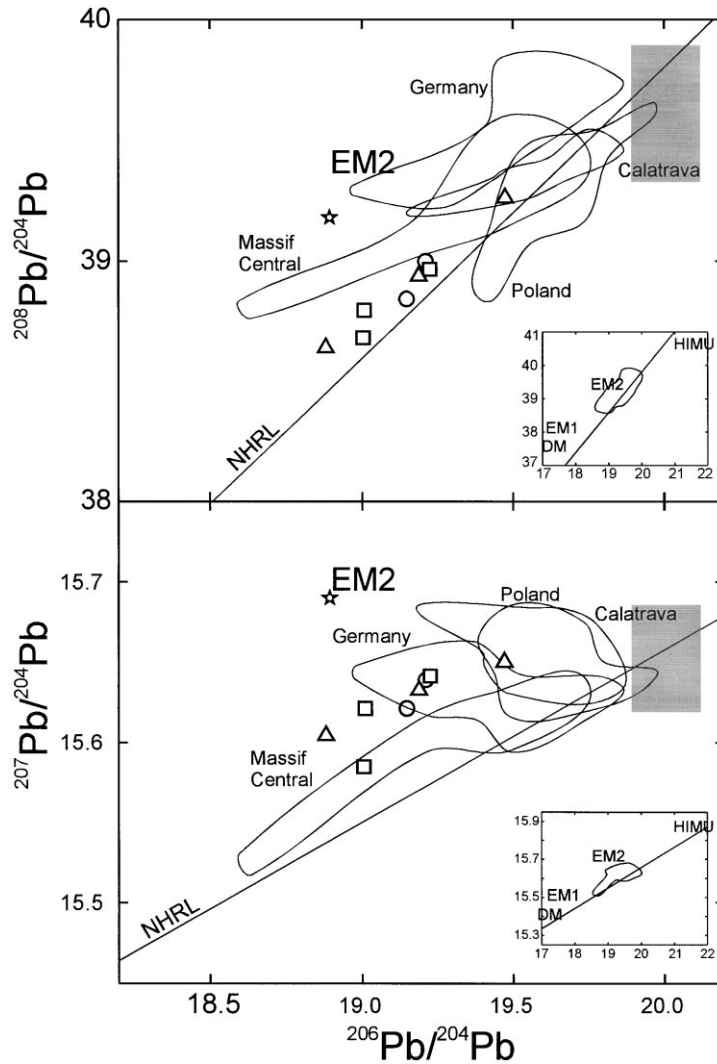 40
Germany
EM2
Calatrava
39
Massif
Central
Poland
NHRL
38
208Pb/204Pb
41
40
39
38
37
HIMU
EM2
EM1
DM
17 18 19 20 21 22
15.7
EM2
Poland
Calatrava
Germany
15.6
Massif
Central
15.5
NHRL
207Pb/204Pb
15.9
15.7
15.5
15.3
HIMU
EM2
EM1
DM
17 18 19 20 21 22
18.5 19.0 19.5 20.0
206Pb/204Pb